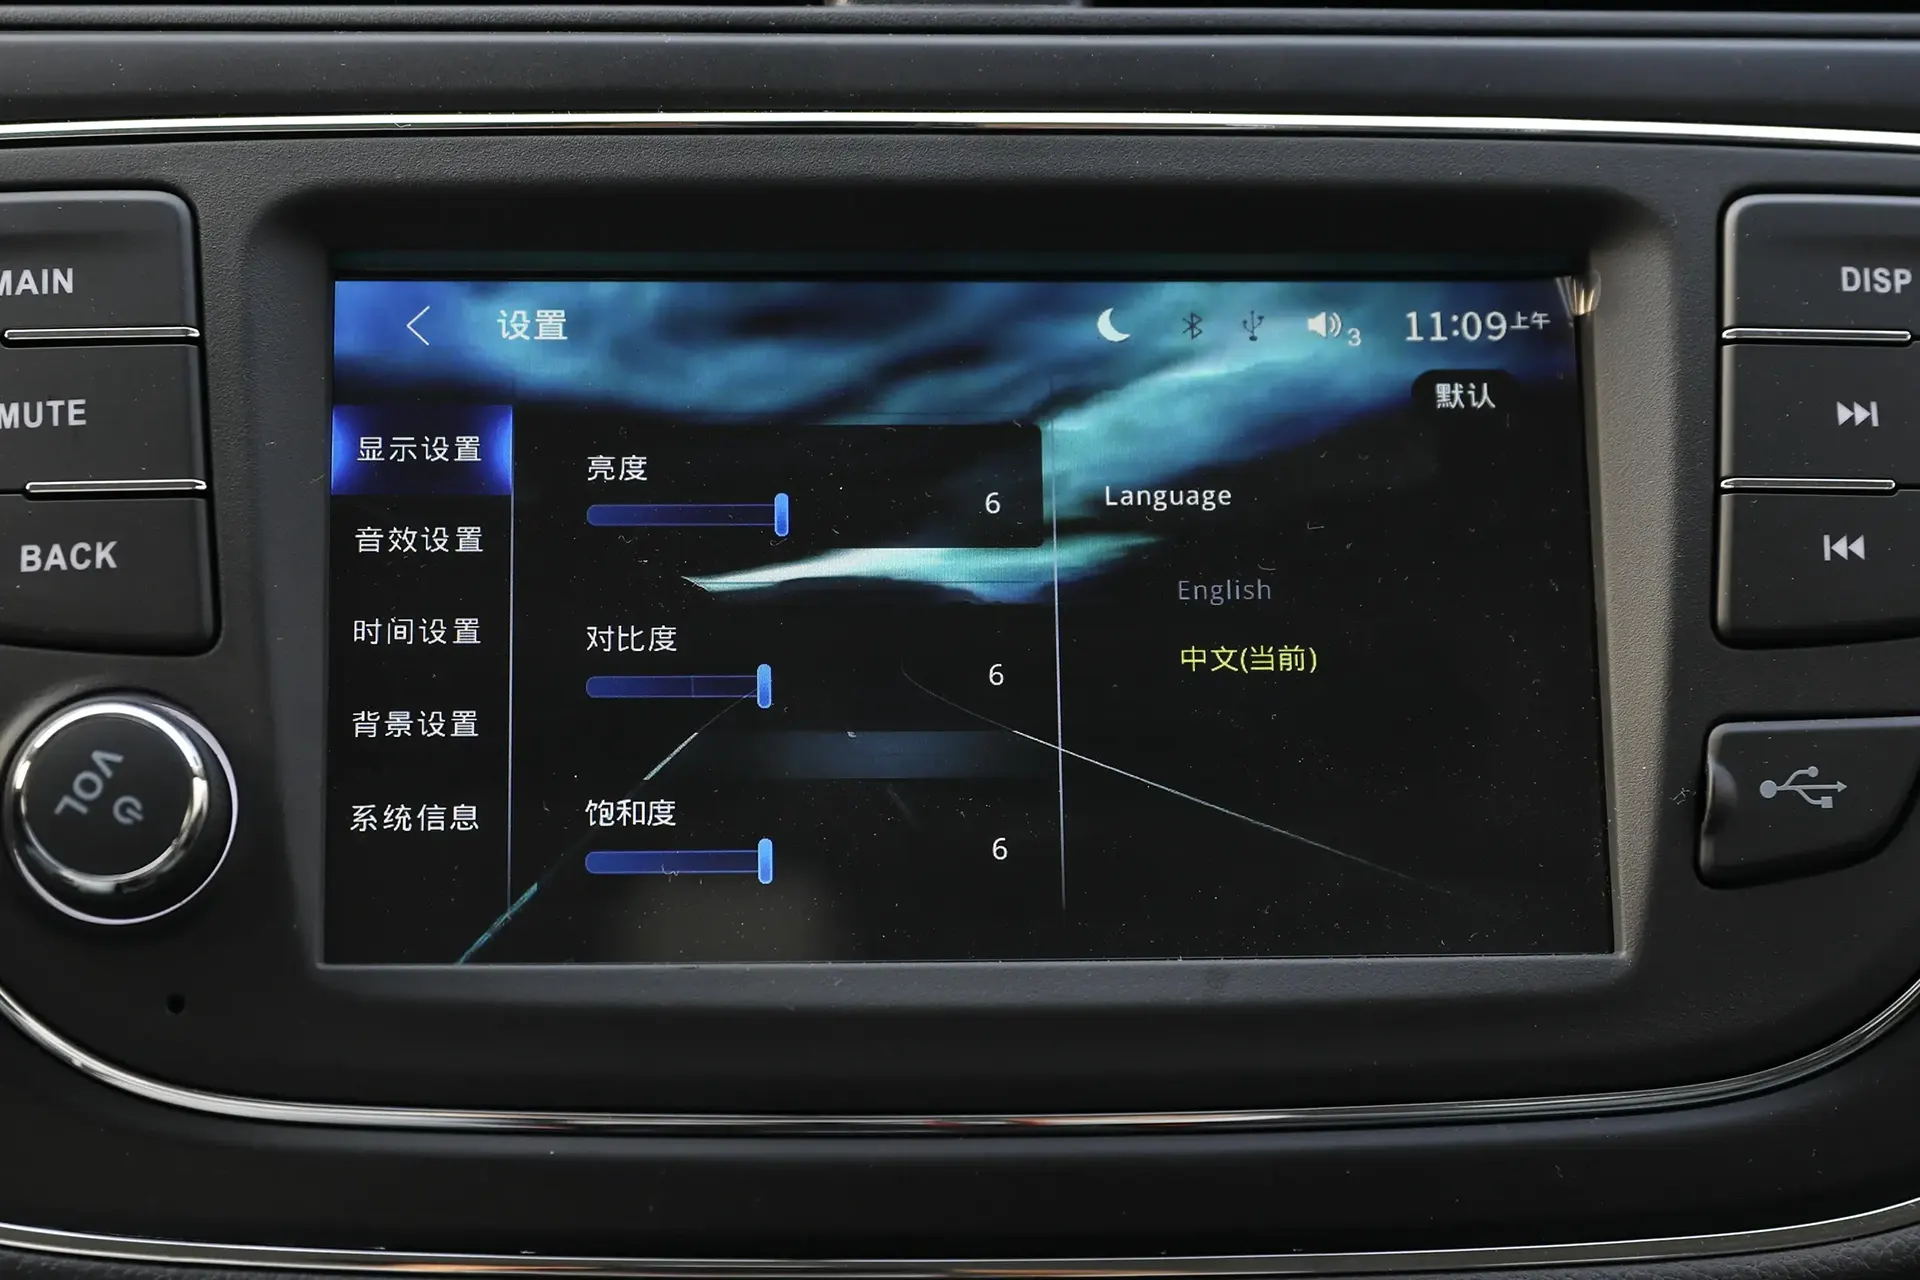 MAIN
MUTE
BACK
VOL
设置
3
11:09上午
默认
显示设置
音效设置
时间设置
背景设置
系统信息
亮度
6
对比度
6
饱和度
6
Language
English
中文(当前)
DISP